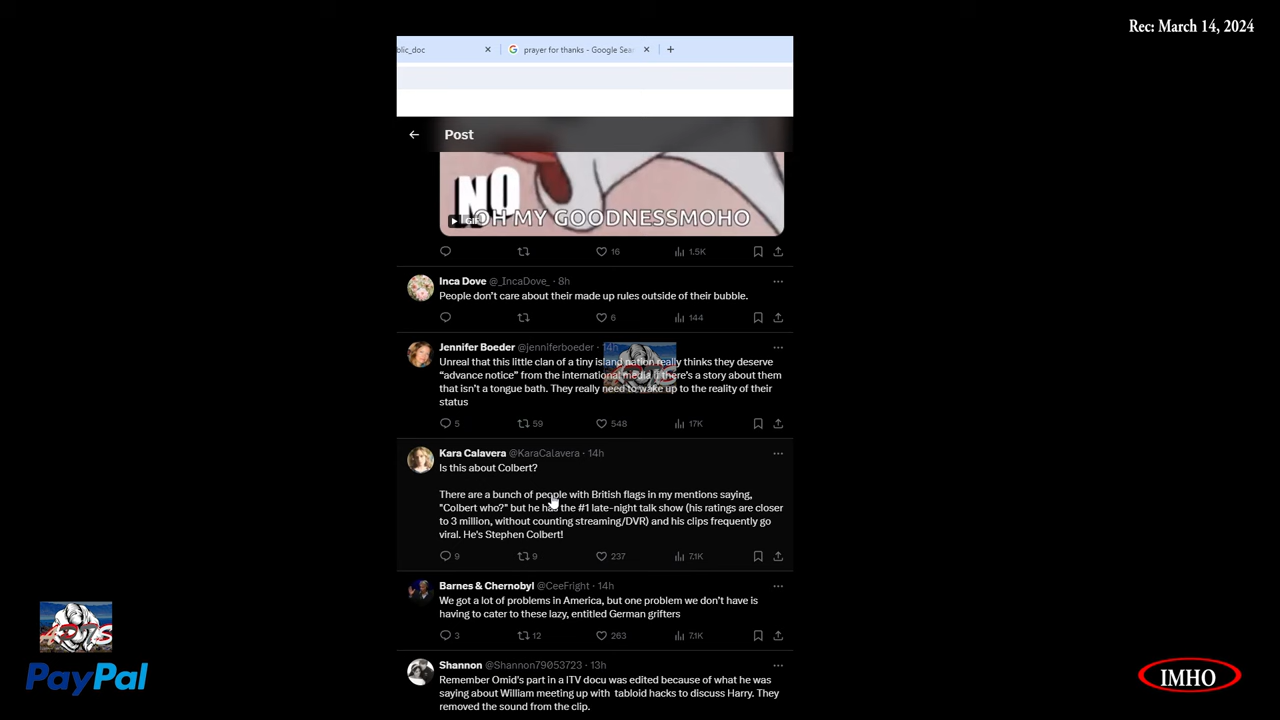 Rec: March 14, 2024
blic_doc
prayer for thanks - Google Sea
Post
NO
OH MY GOODNESSMOHO
GIF
16 1.5K
Inca Dove @_IncaDove_ · 8h
People don't care about their made up rules outside of their bubble.
6 144
Jennifer Boeder @jenniferboeder · 14h
Unreal that this little clan of a tiny island nation really thinks they deserve
“advance notice” from the international media if there's a story about them
that isn't a tongue bath. They really need to wake up to the reality of their
status
5 59 548 17K
Kara Calavera @KaraCalavera · 14h
Is this about Colbert?
There are a bunch of people with British flags in my mentions saying,
"Colbert who?" but he has the #1 late-night talk show (his ratings are closer
to 3 million, without counting streaming/DVR) and his clips frequently go
viral. He's Stephen Colbert!
9 9 237 7.1K
Barnes & Chernobyl @CeeFright · 14h
We got a lot of problems in America, but one problem we don't have is
having to cater to these lazy, entitled German grifters
3 12 263 7.1K
Shannon @Shannon79053723 · 13h
Remember Omid's part in a ITV docu was edited because of what he was
saying about William meeting up with tabloid hacks to discuss Harry. They
removed the sound from the clip.
PayPal
IMHO